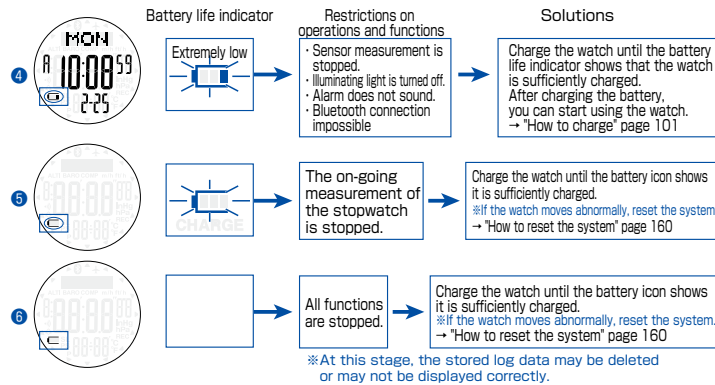 Battery life indicator
Restrictions on
operations and functions
Solutions
4
MON
A 10:08 59
2-25
Extremely low
・Sensor measurement is
stopped.
・Illuminating light is turned off.
・Alarm does not sound.
・Bluetooth connection
impossible
Charge the watch until the battery
life indicator shows that the watch
is sufficiently charged.
After charging the battery,
you can start using the watch.
→ "How to charge" page 101
5
CHARGE
The on-going
measurement of
the stopwatch
is stopped.
Charge the watch until the battery icon shows
it is sufficiently charged.
※If the watch moves abnormally, reset the system.
→ "How to reset the system" page 160
6
All functions
are stopped.
Charge the watch until the battery icon shows
it is sufficiently charged.
※If the watch moves abnormally, reset the system.
→ "How to reset the system" page 160
※At this stage, the stored log data may be deleted
or may not be displayed correctly.